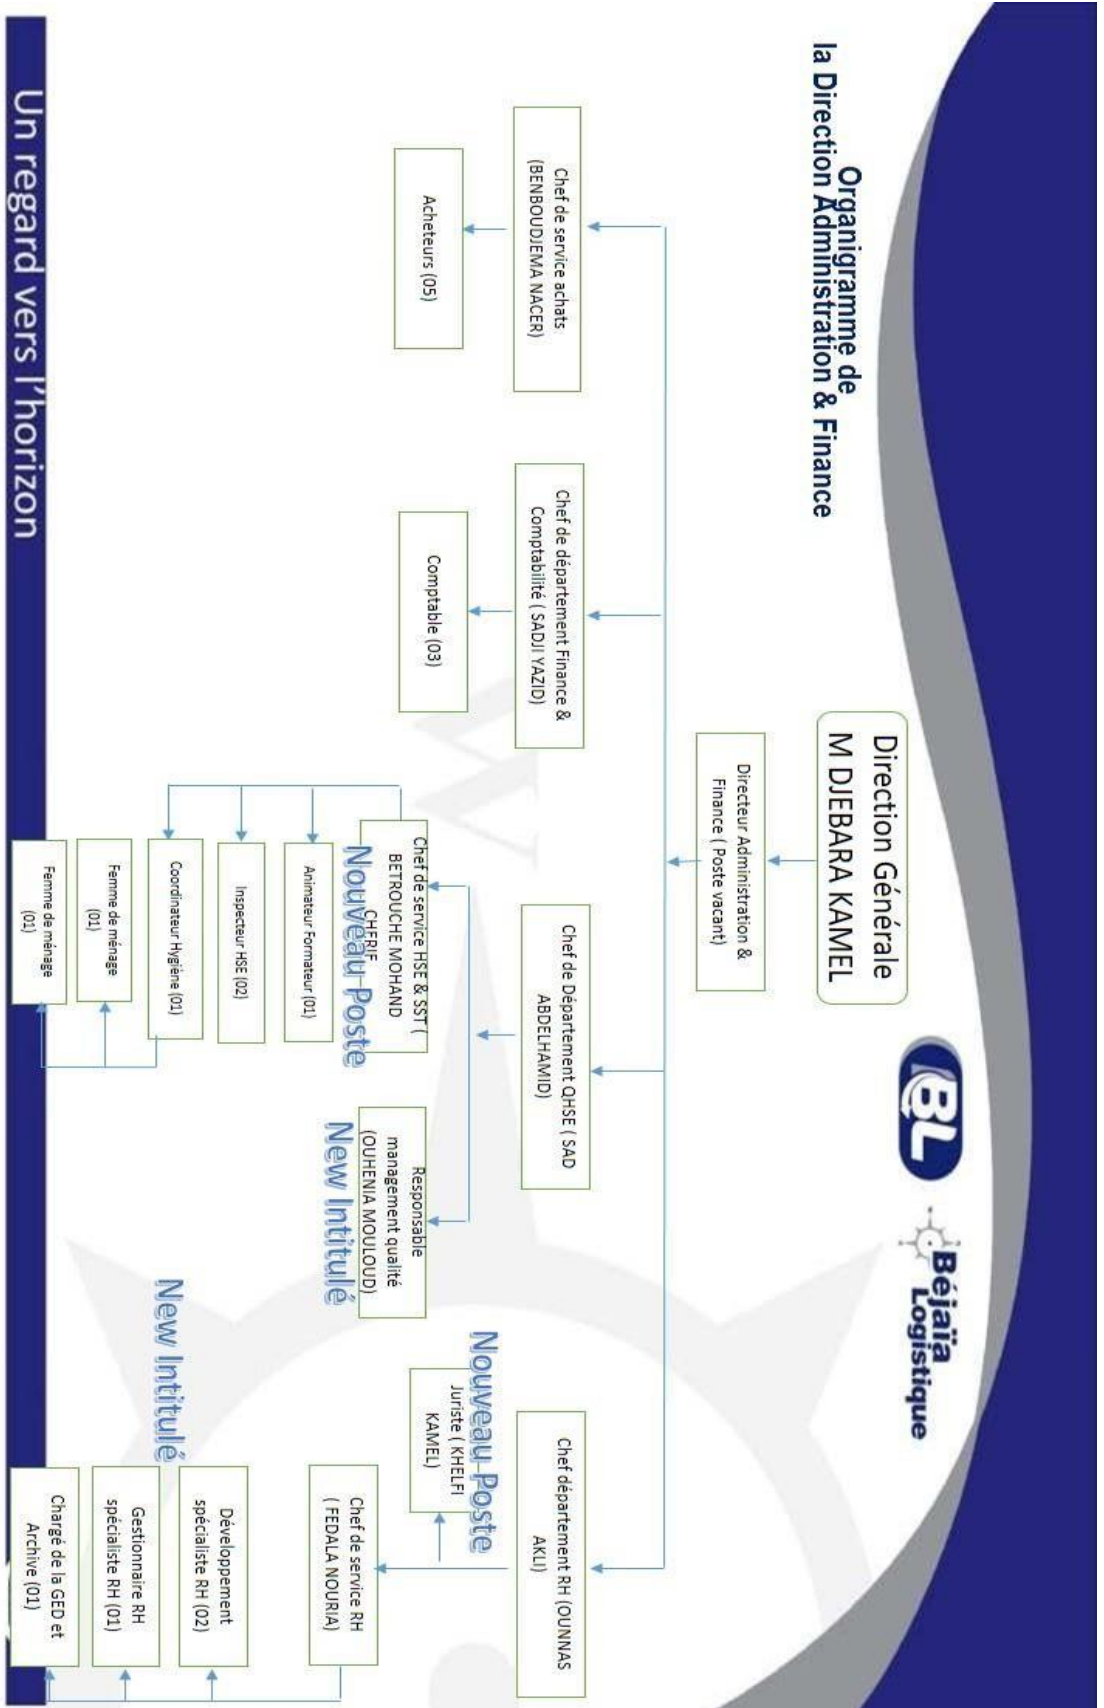 Organigramme de
la Direction Administration & Finance
BL
Béjaïa
Logistique
Direction Générale
M DJEBARA KAMEL
Directeur Administration &
Finance ( Poste vacant)
Chef de service achats
(BENBOUDJEMA NACER)
Acheteurs (05)
Chef de département Finance &
Comptabilité ( SADJI YAZID)
Comptable (03)
Chef de Département QHSE ( SAD
ABDELHAMID)
Chef de service HSE & SST (
BETROUCHE MOHAND
CHERIF
Nouveau Poste
Animateur Formateur (01)
Inspecteur HSE (02)
Coordinateur Hygiène (01)
Femme de ménage
(01)
Femme de ménage
(01)
Responsable
management qualité
(OUHENIA MOULOUD)
New Intitulé
Chef département RH (OUNNAS
AKLI)
Nouveau Poste
Juriste ( KHELFI
KAMEL)
Chef de service RH
( FEDALA NOURIA)
Développement
spécialiste RH (02)
New Intitulé
Gestionnaire RH
spécialiste RH (01)
Chargé de la GED et
Archive (01)
Un regard vers l'horizon